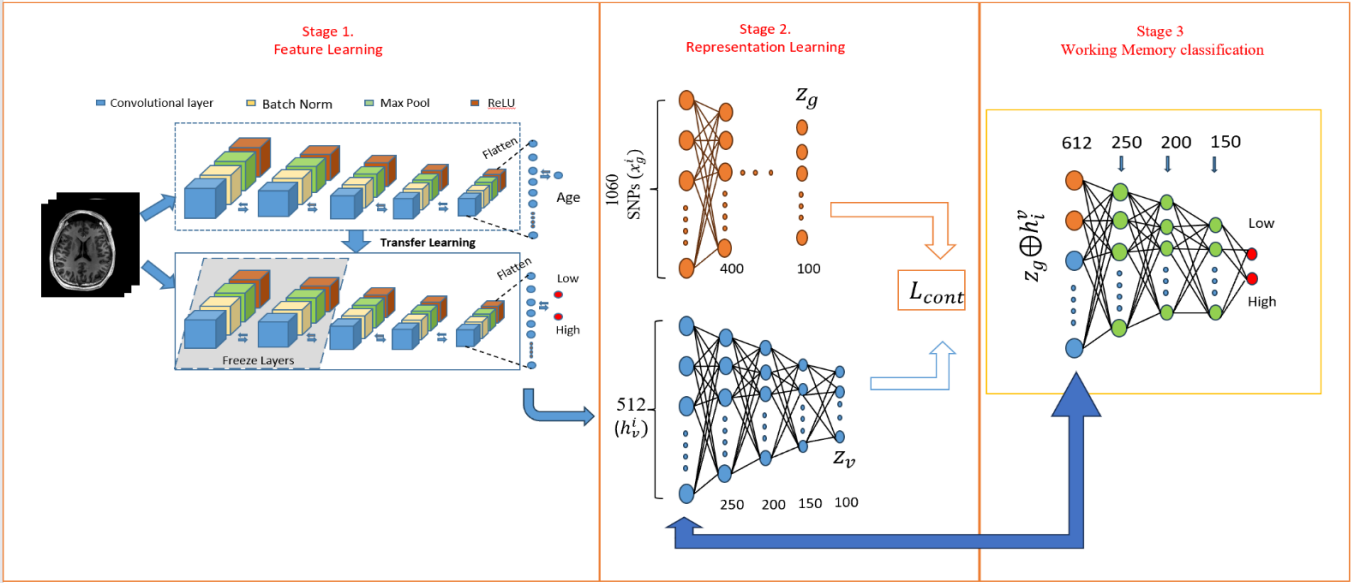 Stage 1.
Feature Learning
Convolutional layer
Batch Norm
Max Pool
ReLU
Flatten
Age
Transfer Learning
Flatten
Low
High
Freeze Layers
Stage 2.
Representation Learning
1060
SNPs (x_g^i)
400
z_g
100
L_cont
512
(h_v^i)
250
200
150
100
z_v
Stage 3
Working Memory classification
612
250
200
150
z_g ⊕ h_i^v
Low
High